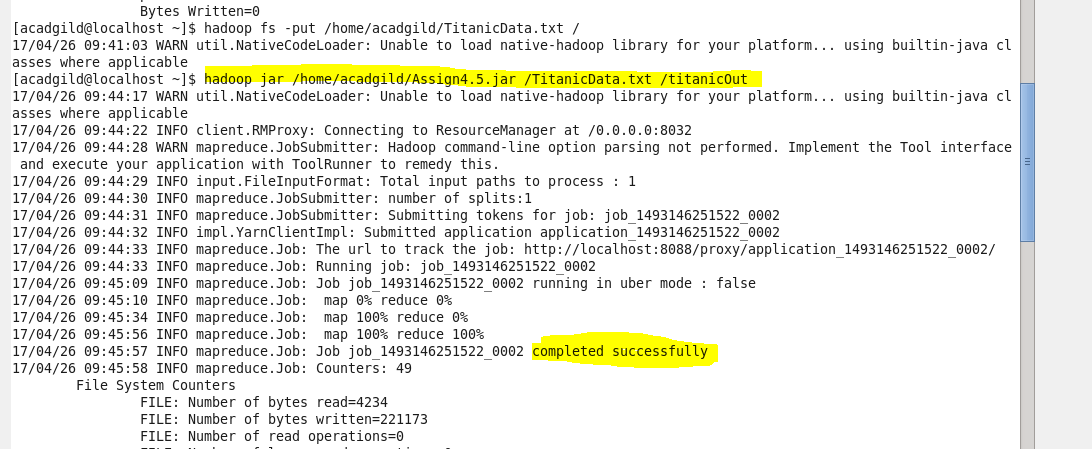 Bytes Written=0
[acadgild@localhost ~]$ hadoop fs -put /home/acadgild/TitanicData.txt /
17/04/26 09:41:03 WARN util.NativeCodeLoader: Unable to load native-hadoop library for your platform... using builtin-java cl
asses where applicable
[acadgild@localhost ~]$ hadoop jar /home/acadgild/Assign4.5.jar /TitanicData.txt /titanicOut
17/04/26 09:44:17 WARN util.NativeCodeLoader: Unable to load native-hadoop library for your platform... using builtin-java cl
asses where applicable
17/04/26 09:44:22 INFO client.RMProxy: Connecting to ResourceManager at /0.0.0.0:8032
17/04/26 09:44:28 WARN mapreduce.JobSubmitter: Hadoop command-line option parsing not performed. Implement the Tool interface
 and execute your application with ToolRunner to remedy this.
17/04/26 09:44:29 INFO input.FileInputFormat: Total input paths to process : 1
17/04/26 09:44:30 INFO mapreduce.JobSubmitter: number of splits:1
17/04/26 09:44:31 INFO mapreduce.JobSubmitter: Submitting tokens for job: job_1493146251522_0002
17/04/26 09:44:32 INFO impl.YarnClientImpl: Submitted application application_1493146251522_0002
17/04/26 09:44:33 INFO mapreduce.Job: The url to track the job: http://localhost:8088/proxy/application_1493146251522_0002/
17/04/26 09:44:33 INFO mapreduce.Job: Running job: job_1493146251522_0002
17/04/26 09:45:09 INFO mapreduce.Job: Job job_1493146251522_0002 running in uber mode : false
17/04/26 09:45:10 INFO mapreduce.Job:  map 0% reduce 0%
17/04/26 09:45:34 INFO mapreduce.Job:  map 100% reduce 0%
17/04/26 09:45:56 INFO mapreduce.Job:  map 100% reduce 100%
17/04/26 09:45:57 INFO mapreduce.Job: Job job_1493146251522_0002 completed successfully
17/04/26 09:45:58 INFO mapreduce.Job: Counters: 49
File System Counters
FILE: Number of bytes read=4234
FILE: Number of bytes written=221173
FILE: Number of read operations=0